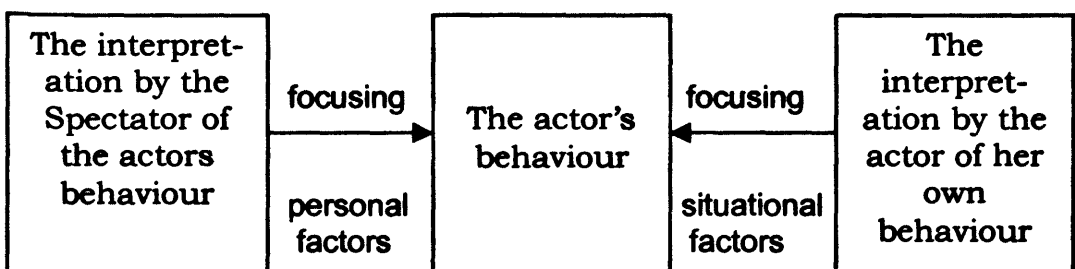 The interpret-
ation by the
Spectator of
the actors
behaviour
focusing
personal
factors
The actor's
behaviour
focusing
situational
factors
The
interpret-
ation by the
actor of her
own
behaviour